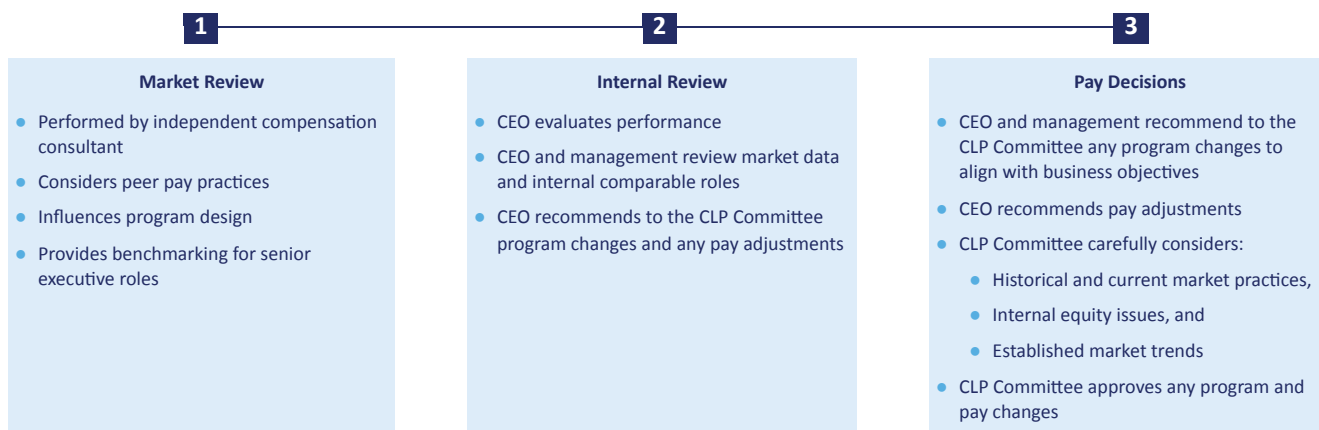 1
2
3
Market Review
Performed by independent compensation
consultant
Considers peer pay practices
Influences program design
Provides benchmarking for senior
executive roles
Internal Review
CEO evaluates performance
CEO and management review market data
and internal comparable roles
CEO recommends to the CLP Committee
program changes and any pay adjustments
Pay Decisions
CEO and management recommend to the
CLP Committee any program changes to
align with business objectives
CEO recommends pay adjustments
CLP Committee carefully considers:
Historical and current market practices,
Internal equity issues, and
Established market trends
CLP Committee approves any program and
pay changes